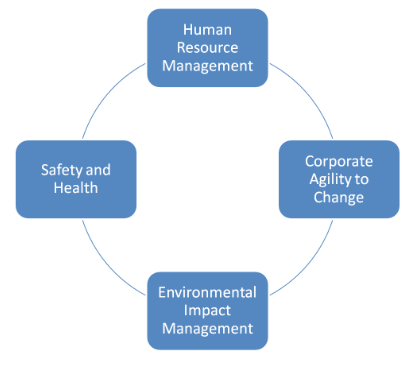 Human
Resource
Management
Corporate
Agility to
Change
Environmental
Impact
Management
Safety and
Health